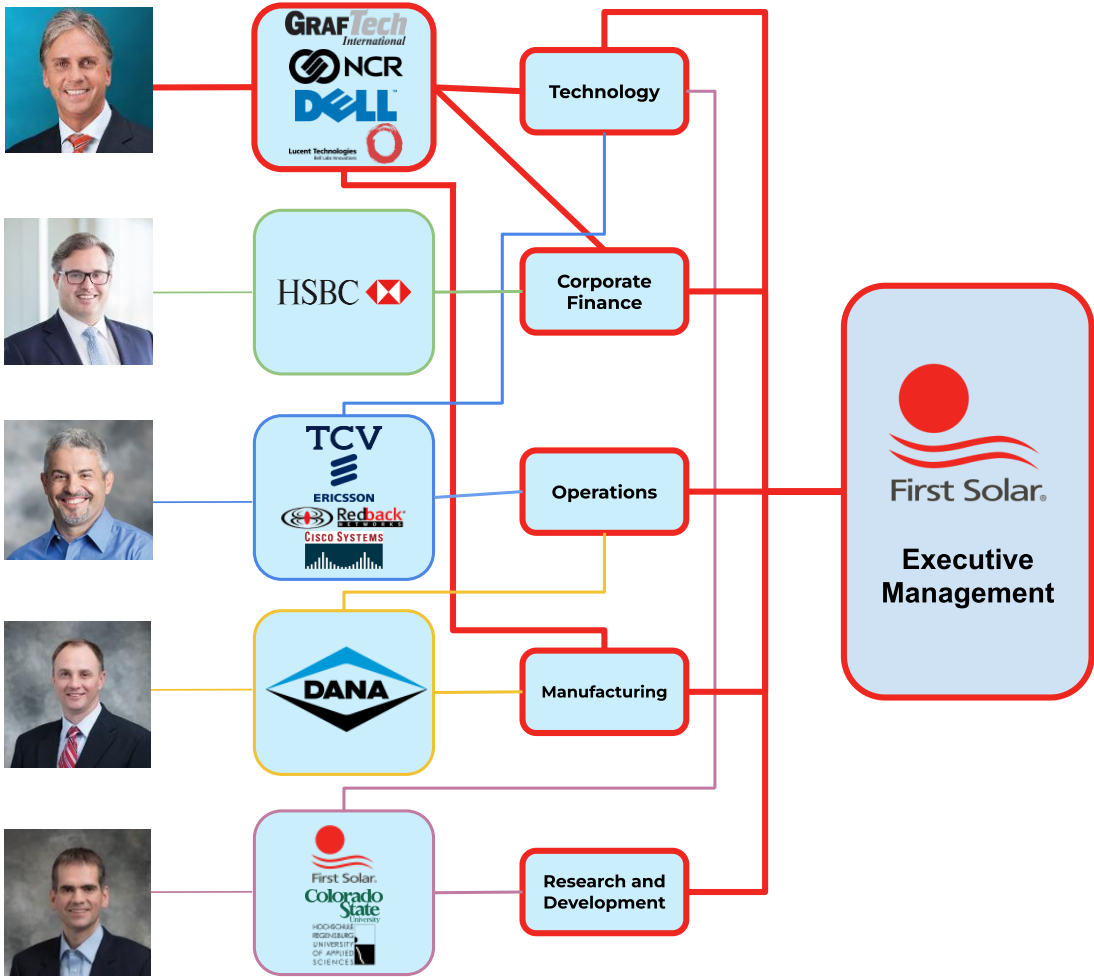 GRAFTECH
International
NCR
DELL™
Lucent Technologies
Bell Labs Innovations
Technology
HSBC
Corporate
Finance
TCV
ERICSSON
Redback
NETWORKS
CISCO SYSTEMS
Operations
First Solar®
Executive
Management
DANA
Manufacturing
First Solar.
Colorado
State
University
HOCHSCHULE
REGENSBURG
UNIVERSITY
OF APPLIED
SCIENCES
Research and
Development